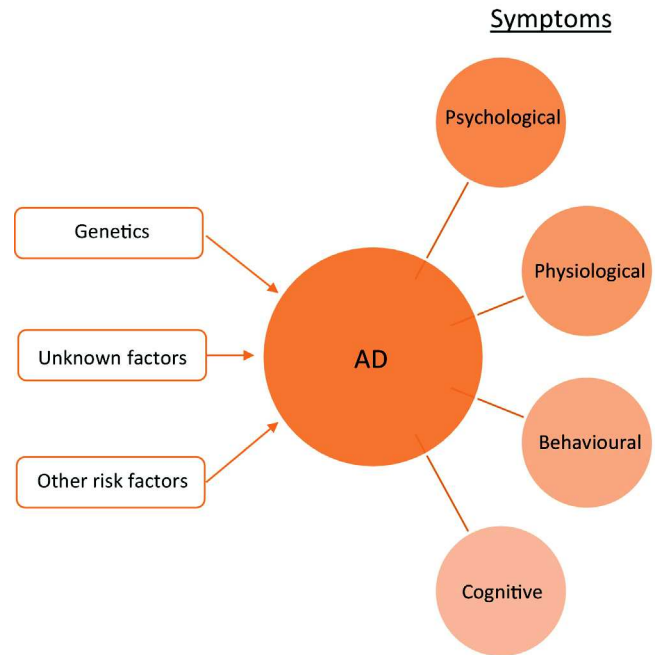 Symptoms
Psychological
Genetics
Physiological
Unknown factors
AD
Behavioural
Other risk factors
Cognitive